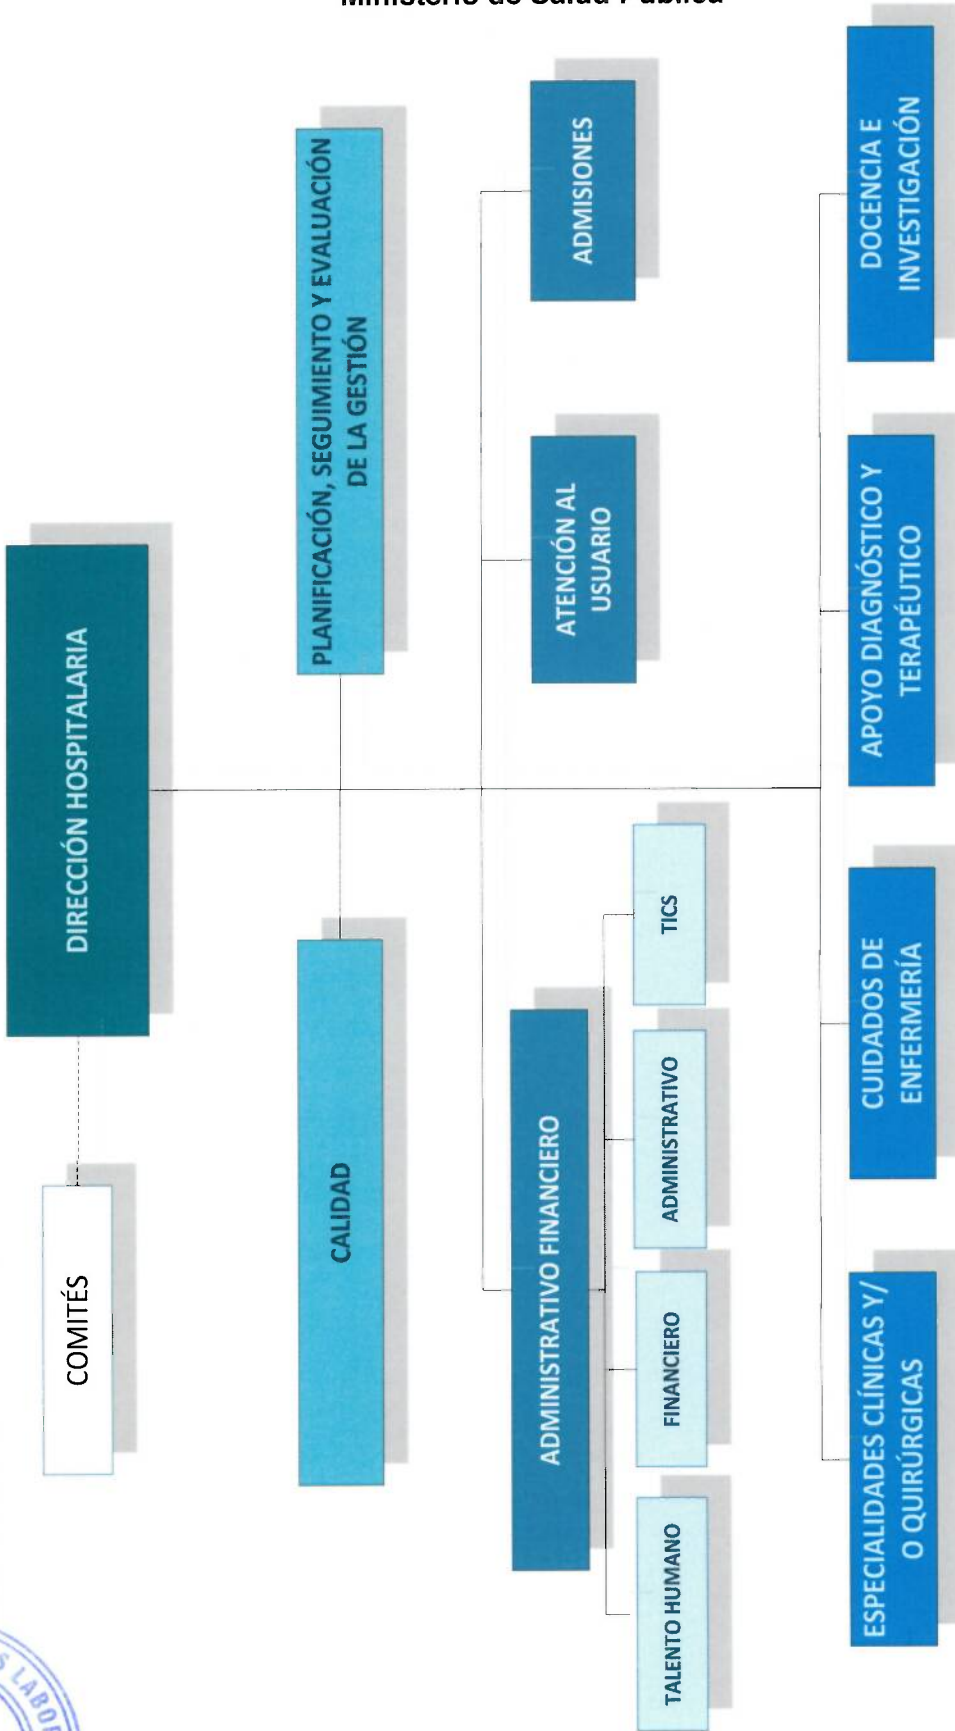 Ministerio de Salud Pública
DIRECCIÓN HOSPITALARIA
COMITÉS
CALIDAD
PLANIFICACIÓN, SEGUIMIENTO Y EVALUACIÓN
DE LA GESTIÓN
ADMINISTRATIVO FINANCIERO
ATENCIÓN AL
USUARIO
ADMISIONES
TALENTO HUMANO
FINANCIERO
ADMINISTRATIVO
TICS
ESPECIALIDADES CLÍNICAS Y/
O QUIRÚRGICAS
CUIDADOS DE
ENFERMERÍA
APOYO DIAGNÓSTICO Y
TERAPÉUTICO
DOCENCIA E
INVESTIGACIÓN